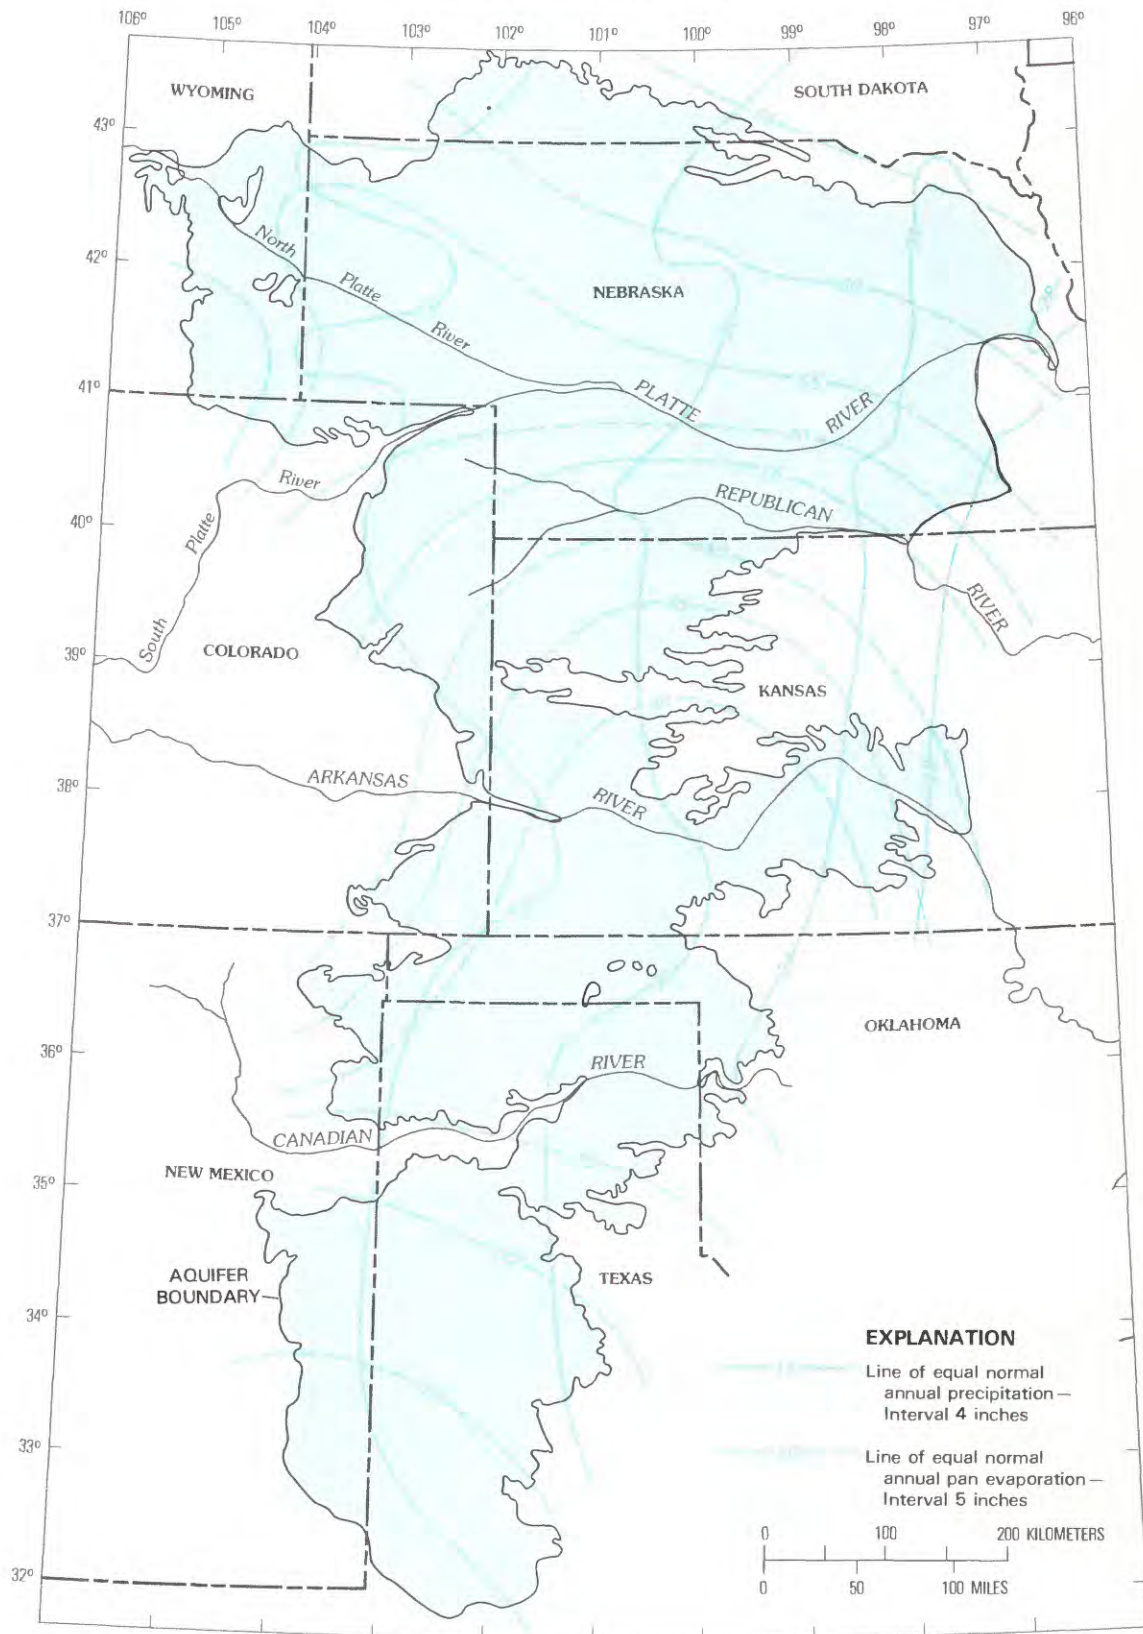 106° 105° 104° 103° 102° 101° 100° 99° 98° 97° 96°
WYOMING
SOUTH DAKOTA
43°
North
Platte
River
42°
NEBRASKA
41°
PLATTE
RIVER
South
Platte
River
REPUBLICAN
RIVER
40°
39°
COLORADO
KANSAS
ARKANSAS
RIVER
38°
37°
OKLAHOMA
36°
CANADIAN
RIVER
NEW MEXICO
35°
AQUIFER
BOUNDARY
TEXAS
34°
33°
32°
EXPLANATION
Line of equal normal
annual precipitation—
Interval 4 inches
Line of equal normal
annual pan evaporation—
Interval 5 inches
0 100 200 KILOMETERS
0 50 100 MILES